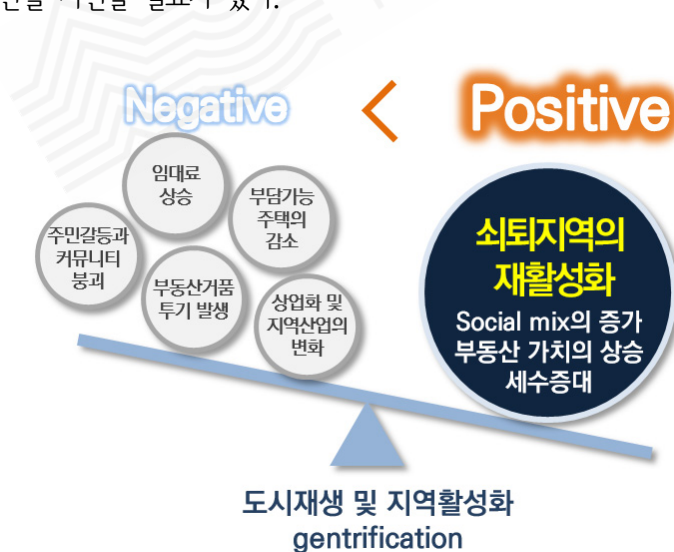 있다.
Negative < Positive
임대료
상승
부담가능
주택의
감소
주민갈등과
커뮤니티
붕괴
부동산거품
투기 발생
상업화 및
지역산업의
변화
쇠퇴지역의
재활성화
Social mix의 증가
부동산 가치의 상승
세수증대
도시재생 및 지역활성화
gentrification